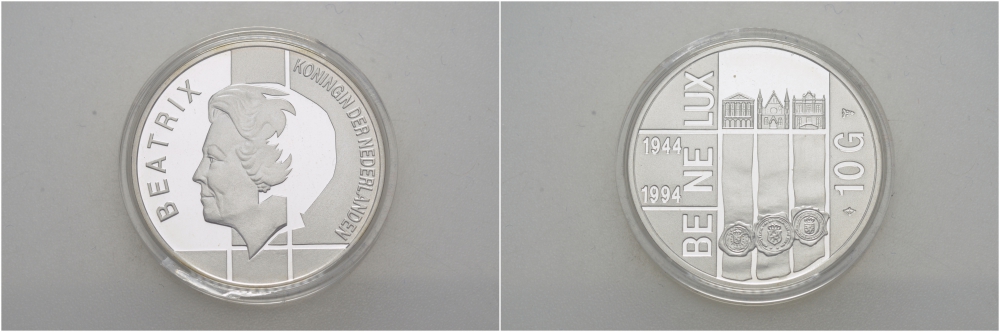 BEATRIX
KONINGIN DER NEDERLANDEN
BE NE LUX
1944
1994
10 G